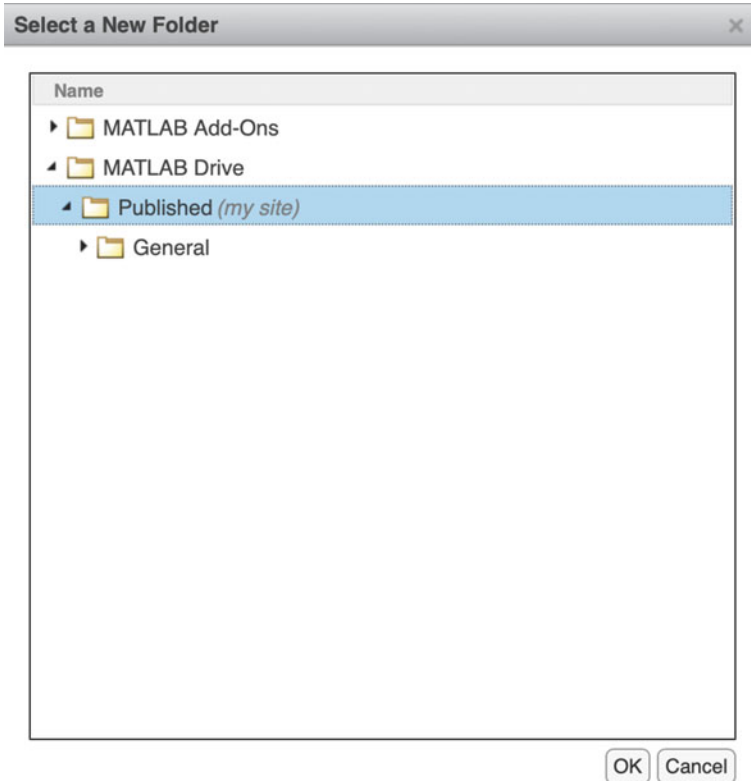 Select a New Folder
Name
MATLAB Add-Ons
MATLAB Drive
Published (my site)
General
OK Cancel